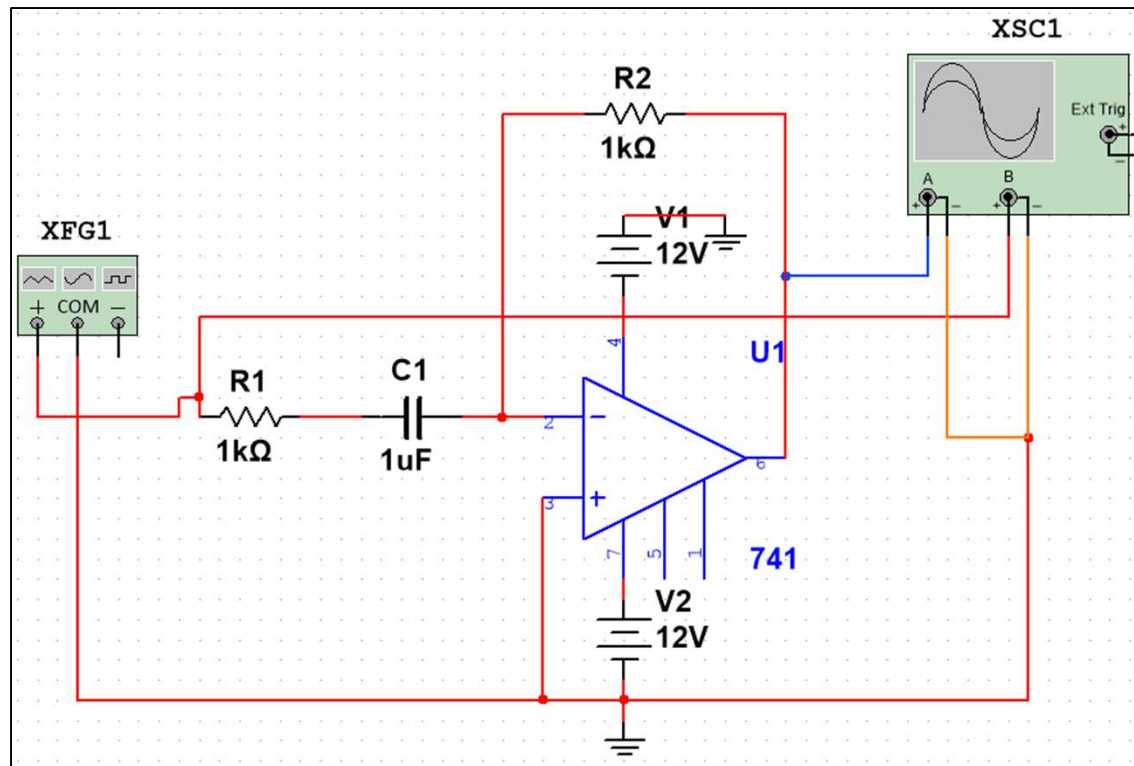 XSC1
Ext Trig
+
−
A
B
+ − + −
R2
1kΩ
V1
12V
XFG1
+ COM −
4
U1
R1
1kΩ
C1
1uF
2
−
3
+
6
7
5
1
741
V2
12V